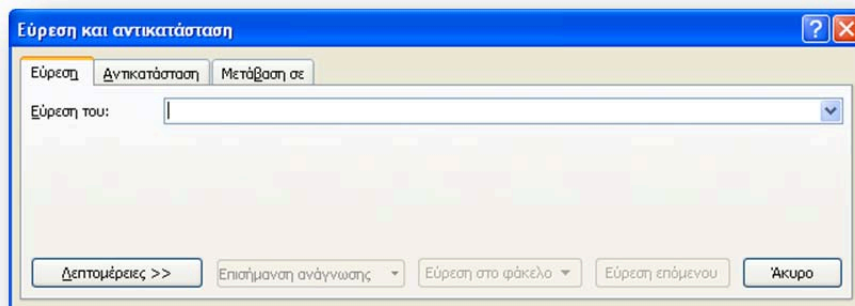 Εύρεση και αντικατάσταση
Εύρεση Αντικατάσταση Μετάβαση σε
Εύρεση του:
Λεπτομέρειες >> Επισήμανση ανάγνωσης Εύρεση στο φάκελο Εύρεση επόμενου Άκυρο